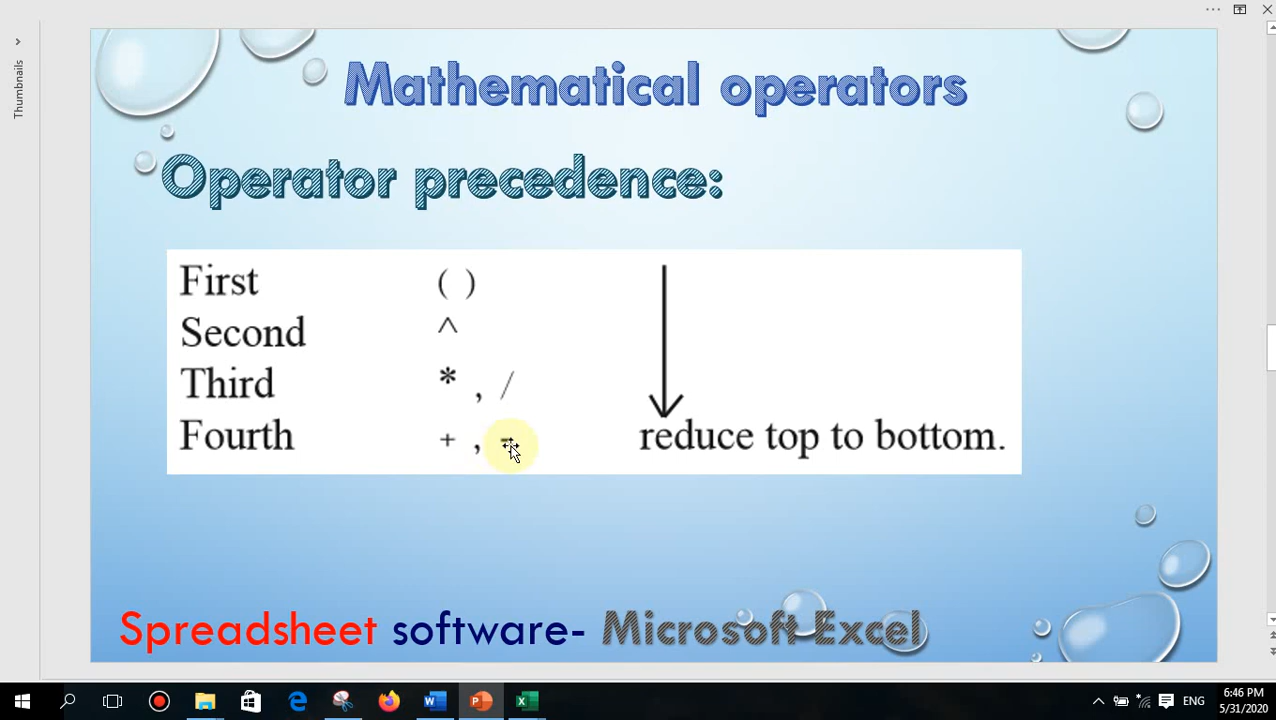 Thumbnails
Mathematical operators
Operator precedence:
First ( )
Second ^
Third * , /
Fourth + , -
reduce top to bottom.
Spreadsheet software- Microsoft Excel
ENG
6:46 PM
5/31/2020